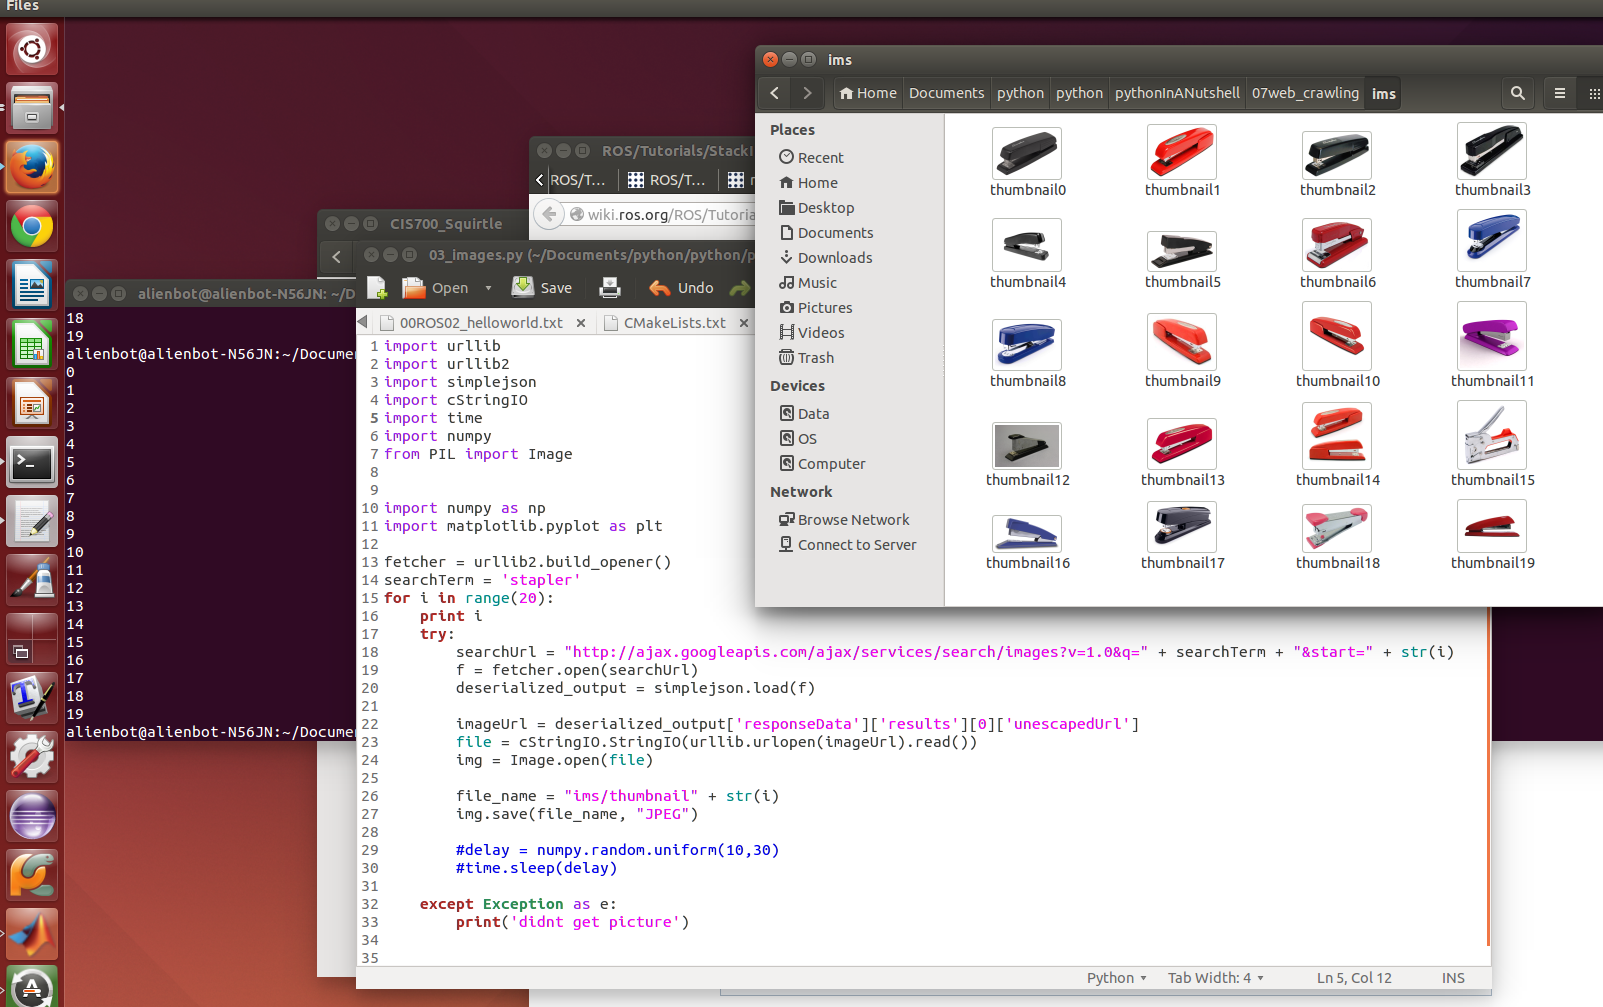 Files
ims
Home
Documents
python
python
pythonInANutshell
07web_crawling
ims
Places
Recent
Home
Desktop
Documents
Downloads
Music
Pictures
Videos
Trash
Devices
Data
OS
Computer
Network
Browse Network
Connect to Server
thumbnail0
thumbnail1
thumbnail2
thumbnail3
thumbnail4
thumbnail5
thumbnail6
thumbnail7
thumbnail8
thumbnail9
thumbnail10
thumbnail11
thumbnail12
thumbnail13
thumbnail14
thumbnail15
thumbnail16
thumbnail17
thumbnail18
thumbnail19
ROS/Tutorials/StackI
ROS/T...
ROS/T...
wiki.ros.org/ROS/Tutoria
CIS700_Squirtle
03_images.py (~/Documents/python/python/p
Open
Save
Undo
00ROS02_helloworld.txt
CMakeLists.txt
1 import urllib
2 import urllib2
3 import simplejson
4 import cStringIO
5 import time
6 import numpy
7 from PIL import Image
8
9
10 import numpy as np
11 import matplotlib.pyplot as plt
12
13 fetcher = urllib2.build_opener()
14 searchTerm = 'stapler'
15 for i in range(20):
16     print i
17     try:
18         searchUrl = "http://ajax.googleapis.com/ajax/services/search/images?v=1.0&q=" + searchTerm + "&start=" + str(i)
19         f = fetcher.open(searchUrl)
20         deserialized_output = simplejson.load(f)
21
22         imageUrl = deserialized_output['responseData']['results'][0]['unescapedUrl']
23         file = cStringIO.StringIO(urllib.urlopen(imageUrl).read())
24         img = Image.open(file)
25
26         file_name = "ims/thumbnail" + str(i)
27         img.save(file_name, "JPEG")
28
29         #delay = numpy.random.uniform(10,30)
30         #time.sleep(delay)
31
32     except Exception as e:
33         print('didnt get picture')
34
35
Python
Tab Width: 4
Ln 5, Col 12
INS
alienbot@alienbot-N56JN: ~/D
18
19
alienbot@alienbot-N56JN:~/Docume
0
1
2
3
4
5
6
7
8
9
10
11
12
13
14
15
16
17
18
19
alienbot@alienbot-N56JN:~/Docume